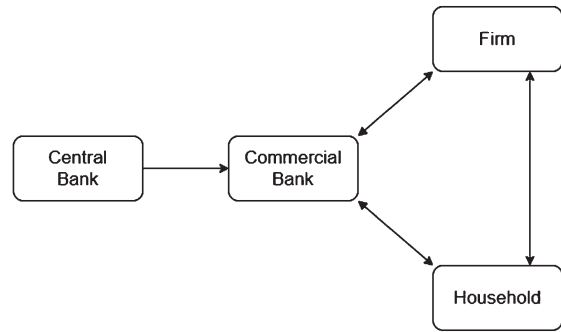 Firm
Central
Bank
Commercial
Bank
Household